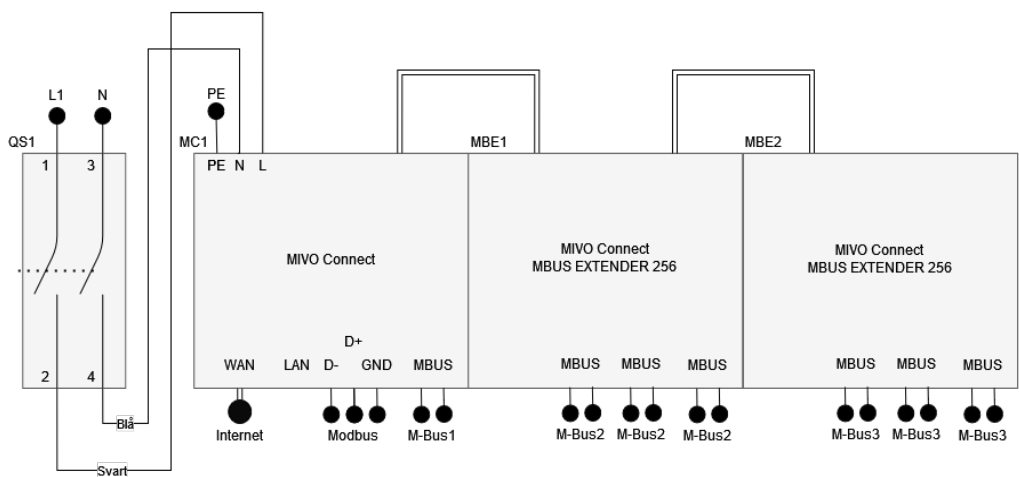 L1 N PE
QS1 MC1 MBE1 MBE2
1 3 PE N L
MIVO Connect
MIVO Connect
MBUS EXTENDER 256
MIVO Connect
MBUS EXTENDER 256
D+
2 4 WAN LAN D- GND MBUS MBUS MBUS MBUS MBUS MBUS MBUS
Blå
Internet Modbus M-Bus1 M-Bus2 M-Bus2 M-Bus2 M-Bus3 M-Bus3 M-Bus3
Svart